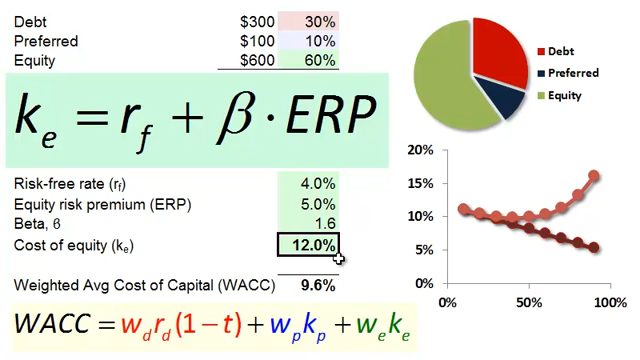 Debt $300 30%
Preferred $100 10%
Equity $600 60%
kₑ = r_f + β · ERP
Risk-free rate (r_f) 4.0%
Equity risk premium (ERP) 5.0%
Beta, ϐ 1.6
Cost of equity (kₑ) 12.0%
Weighted Avg Cost of Capital (WACC) 9.6%
WACC = w_d r_d (1 − t) + w_p k_p + w_e k_e
Debt
Preferred
Equity
20%
15%
10%
5%
0%
0% 50% 100%